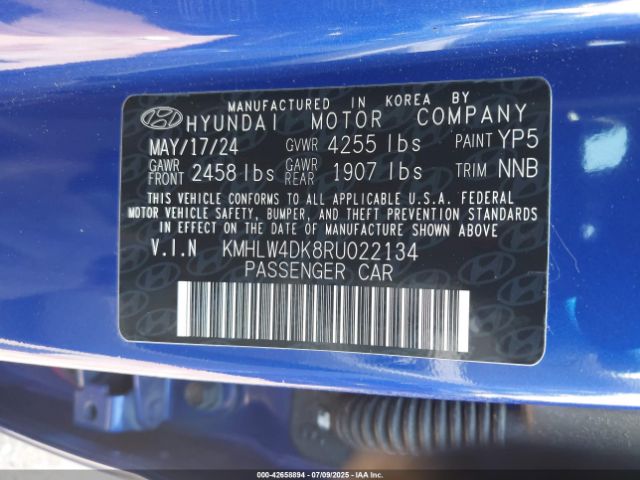 MANUFACTURED IN KOREA BY
HYUNDAI MOTOR COMPANY
MAY/17/24 GVWR 4255 lbs PAINT YP5
GAWR FRONT 2458 lbs GAWR REAR 1907 lbs TRIM NNB
THIS VEHICLE CONFORMS TO ALL APPLICABLE U.S.A. FEDERAL
MOTOR VEHICLE SAFETY, BUMPER, AND THEFT PREVENTION STANDARDS
IN EFFECT ON THE DATE OF MANUFACTURE SHOWN ABOVE.
V.I.N KMHLW4DK8RU022134
PASSENGER CAR
000-42658894 07/09/2025 IAA, Inc.